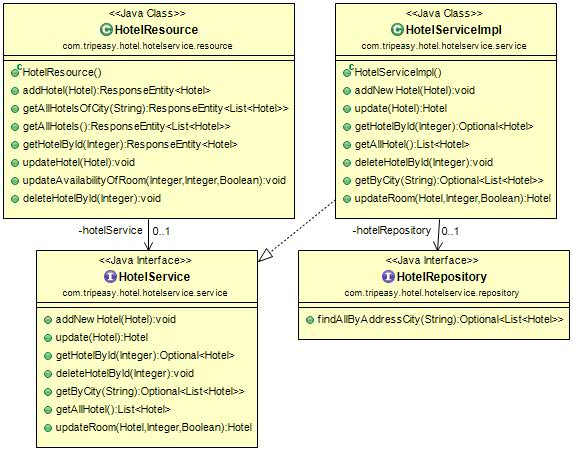 <<Java Class>>
HotelResource
com.tripeasy.hotel.hotelservice.resource
HotelResource()
addHotel(Hotel):ResponseEntity<Hotel>
getAllHotelsOfCity(String):ResponseEntity<List<Hotel>>
getAllHotels():ResponseEntity<List<Hotel>>
getHotelById(Integer):ResponseEntity<Hotel>
updateHotel(Hotel):void
updateAvailabilityOfRoom(Integer,Integer,Boolean):void
deleteHotelById(Integer):void
<<Java Class>>
HotelServiceImpl
com.tripeasy.hotel.hotelservice.service
HotelServiceImpl()
addNewHotel(Hotel):void
update(Hotel):Hotel
getHotelById(Integer):Optional<Hotel>
getAllHotel():List<Hotel>
deleteHotelById(Integer):void
getByCity(String):Optional<List<Hotel>>
updateRoom(Hotel,Integer,Boolean):Hotel
-hotelService 0..1
-hotelRepository 0..1
<<Java Interface>>
HotelService
com.tripeasy.hotel.hotelservice.service
addNewHotel(Hotel):void
update(Hotel):Hotel
getHotelById(Integer):Optional<Hotel>
deleteHotelById(Integer):void
getByCity(String):Optional<List<Hotel>>
getAllHotel():List<Hotel>
updateRoom(Hotel,Integer,Boolean):Hotel
<<Java Interface>>
HotelRepository
com.tripeasy.hotel.hotelservice.repository
findAllByAddressCity(String):Optional<List<Hotel>>